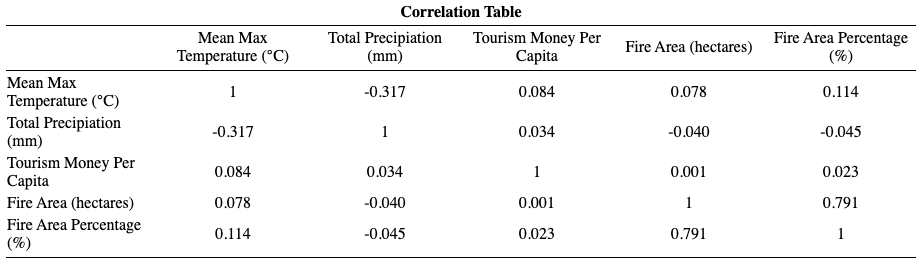 Correlation Table
Mean Max Temperature (°C) Total Precipiation (mm) Tourism Money Per Capita Fire Area (hectares) Fire Area Percentage (%)
Mean Max Temperature (°C) 1 -0.317 0.084 0.078 0.114
Total Precipiation (mm) -0.317 1 0.034 -0.040 -0.045
Tourism Money Per Capita 0.084 0.034 1 0.001 0.023
Fire Area (hectares) 0.078 -0.040 0.001 1 0.791
Fire Area Percentage (%) 0.114 -0.045 0.023 0.791 1